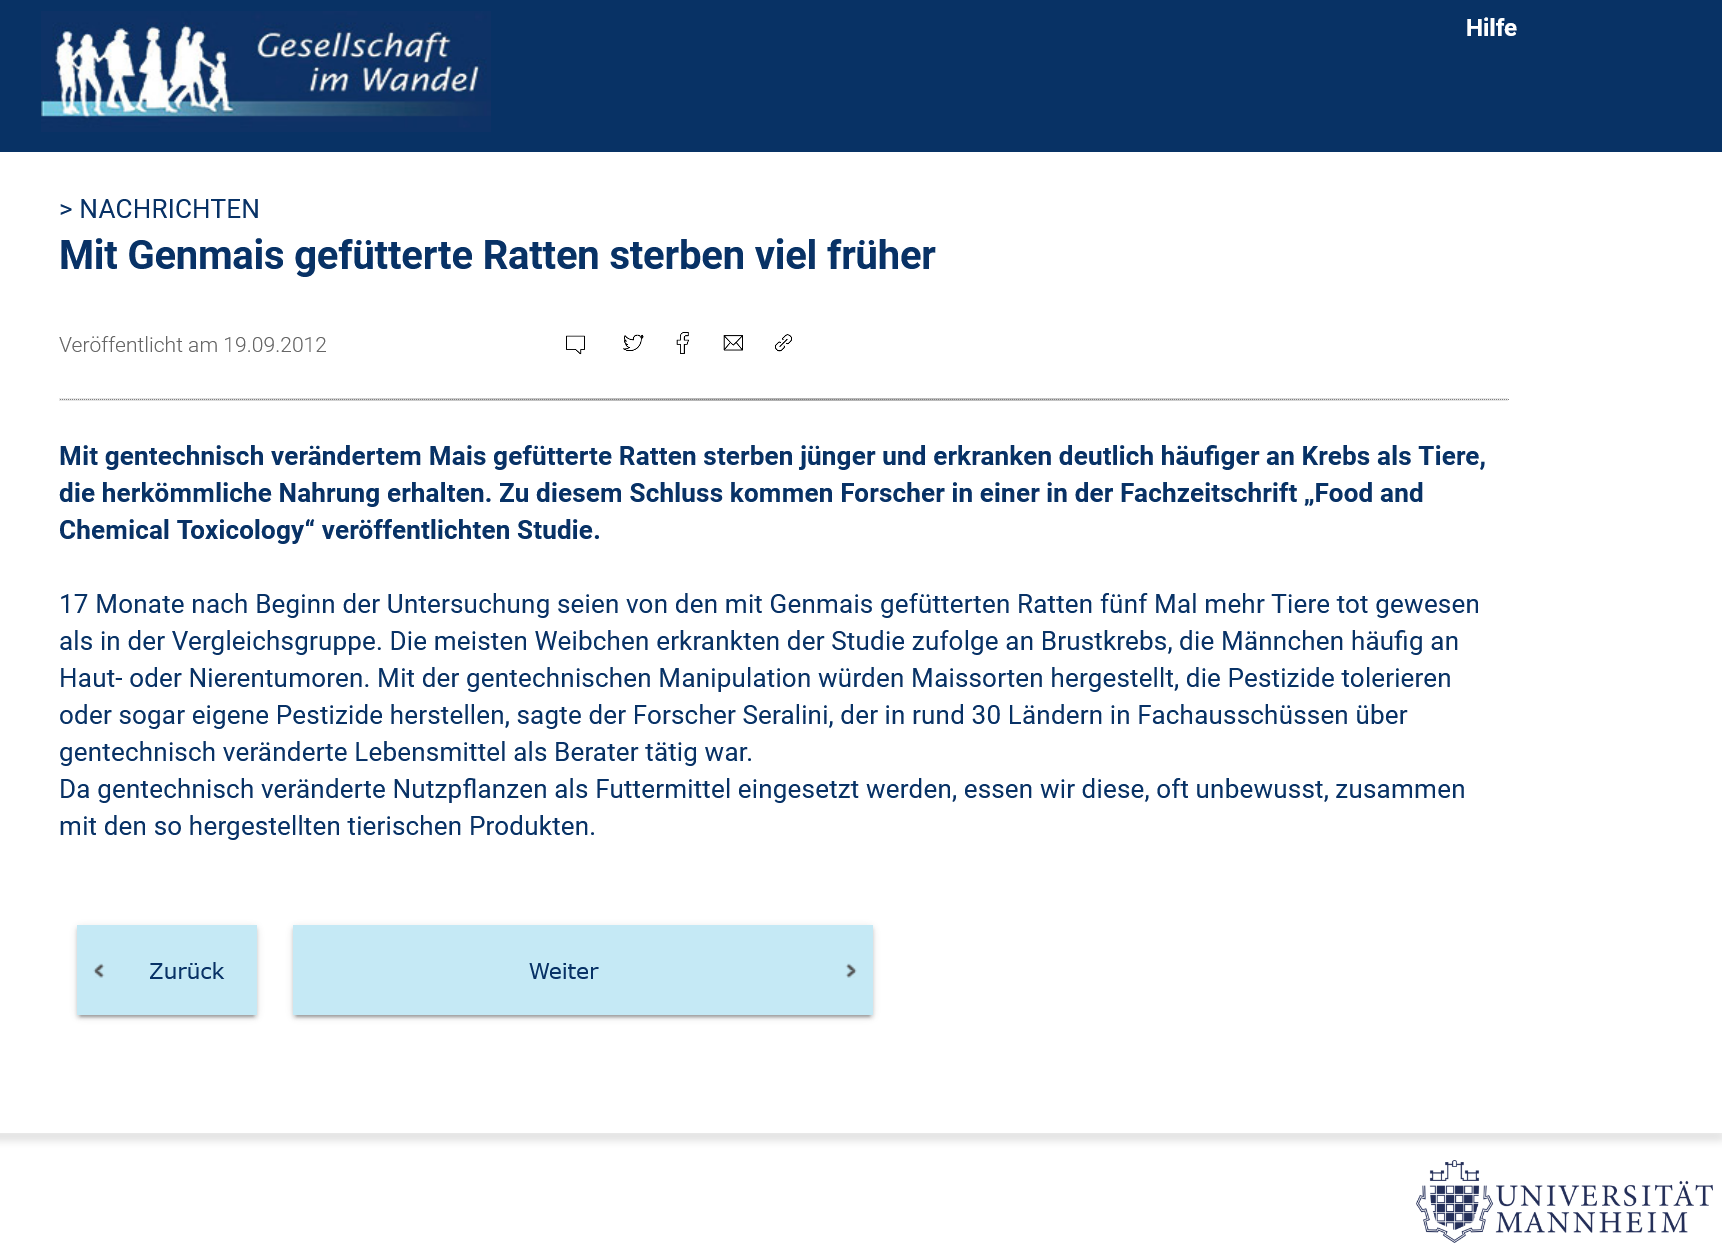 Gesellschaft
im Wandel
Hilfe
> NACHRICHTEN
Mit Genmais gefütterte Ratten sterben viel früher
Veröffentlicht am 19.09.2012
Mit gentechnisch verändertem Mais gefütterte Ratten sterben jünger und erkranken deutlich häufiger an Krebs als Tiere,
die herkömmliche Nahrung erhalten. Zu diesem Schluss kommen Forscher in einer in der Fachzeitschrift „Food and
Chemical Toxicology“ veröffentlichten Studie.
17 Monate nach Beginn der Untersuchung seien von den mit Genmais gefütterten Ratten fünf Mal mehr Tiere tot gewesen
als in der Vergleichsgruppe. Die meisten Weibchen erkrankten der Studie zufolge an Brustkrebs, die Männchen häufig an
Haut- oder Nierentumoren. Mit der gentechnischen Manipulation würden Maissorten hergestellt, die Pestizide tolerieren
oder sogar eigene Pestizide herstellen, sagte der Forscher Seralini, der in rund 30 Ländern in Fachausschüssen über
gentechnisch veränderte Lebensmittel als Berater tätig war.
Da gentechnisch veränderte Nutzpflanzen als Futtermittel eingesetzt werden, essen wir diese, oft unbewusst, zusammen
mit den so hergestellten tierischen Produkten.
Zurück
Weiter
UNIVERSITÄT
MANNHEIM